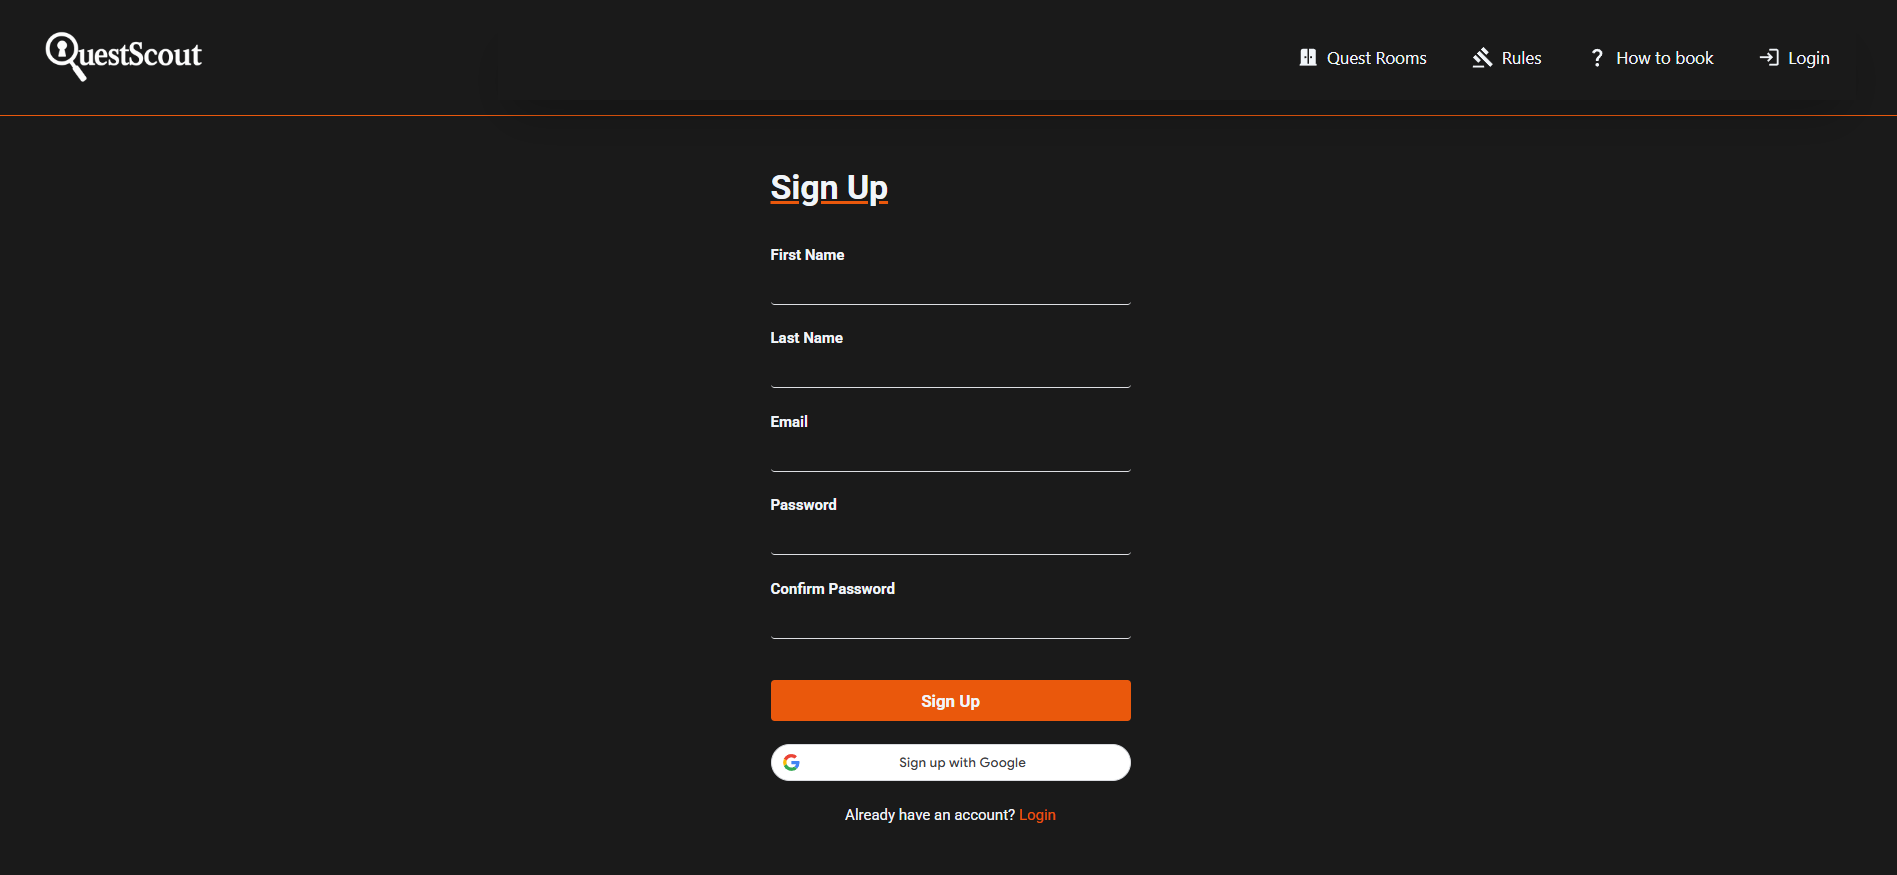 QuestScout
Quest Rooms
Rules
How to book
Login
Sign Up
First Name
Last Name
Email
Password
Confirm Password
Sign Up
Sign up with Google
Already have an account? Login